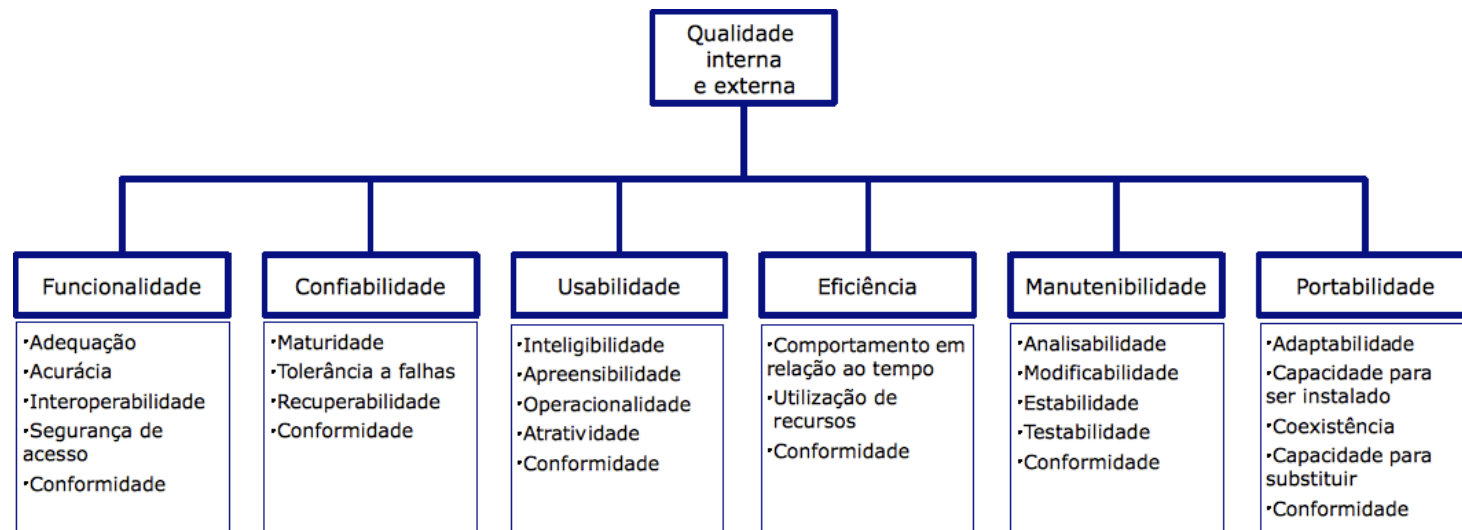 Qualidade
interna
e externa
Funcionalidade
·Adequação
·Acurácia
·Interoperabilidade
·Segurança de
acesso
·Conformidade
Confiabilidade
·Maturidade
·Tolerância a falhas
·Recuperabilidade
·Conformidade
Usabilidade
·Inteligibilidade
·Apreensibilidade
·Operacionalidade
·Atratividade
·Conformidade
Eficiência
·Comportamento em
relação ao tempo
·Utilização de
recursos
·Conformidade
Manutenibilidade
·Analisabilidade
·Modificabilidade
·Estabilidade
·Testabilidade
·Conformidade
Portabilidade
·Adaptabilidade
·Capacidade para
ser instalado
·Coexistência
·Capacidade para
substituir
·Conformidade